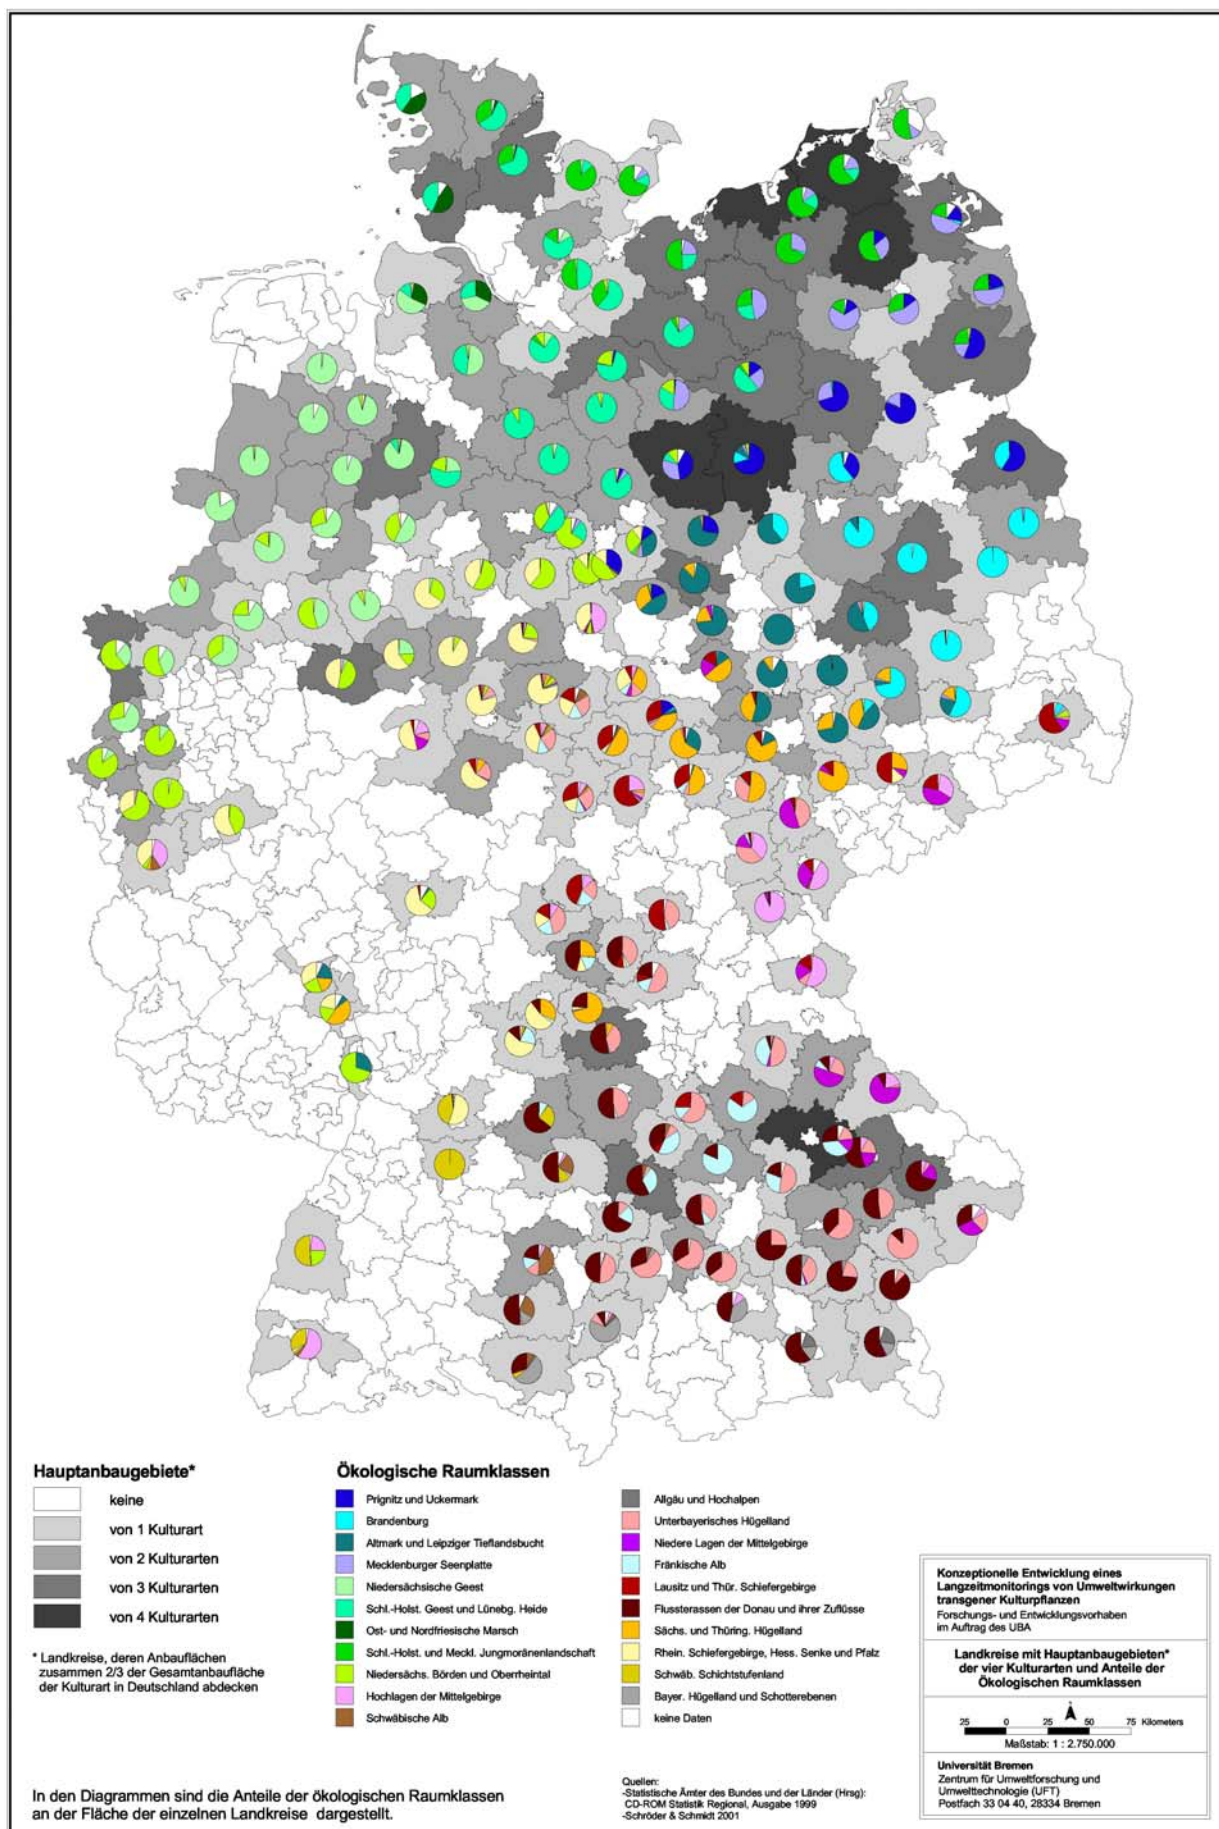 Hauptanbaugebiete*
keine
von 1 Kulturart
von 2 Kulturarten
von 3 Kulturarten
von 4 Kulturarten
* Landkreise, deren Anbauflächen
zusammen 2/3 der Gesamtanbaufläche
der Kulturart in Deutschland abdecken
Ökologische Raumklassen
Prignitz und Uckermark
Brandenburg
Altmark und Leipziger Tieflandsbucht
Mecklenburger Seenplatte
Niedersächsische Geest
Schl.-Holst. Geest und Lünebg. Heide
Ost- und Nordfriesische Marsch
Schl.-Holst. und Meckl. Jungmoränenlandschaft
Niedersächs. Börden und Oberrheintal
Hochlagen der Mittelgebirge
Schwäbische Alb
Allgäu und Hochalpen
Unterbayerisches Hügelland
Niedere Lagen der Mittelgebirge
Fränkische Alb
Lausitz und Thür. Schiefergebirge
Flussterassen der Donau und ihrer Zuflüsse
Sächs. und Thüring. Hügelland
Rhein. Schiefergebirge, Hess. Senke und Pfalz
Schwäb. Schichtstufenland
Bayer. Hügelland und Schotterebenen
keine Daten
In den Diagrammen sind die Anteile der ökologischen Raumklassen
an der Fläche der einzelnen Landkreise dargestellt.
Quellen:
-Statistische Ämter des Bundes und der Länder (Hrsg):
CD-ROM Statistik Regional, Ausgabe 1999
-Schröder & Schmidt 2001
Konzeptionelle Entwicklung eines
Langzeitmonitorings von Umweltwirkungen
transgener Kulturpflanzen
Forschungs- und Entwicklungsvorhaben
im Auftrag des UBA
Landkreise mit Hauptanbaugebieten*
der vier Kulturarten und Anteile der
Ökologischen Raumklassen
25 0 25 50 75 Kilometers
Maßstab: 1 : 2.750.000
Universität Bremen
Zentrum für Umweltforschung und
Umwelttechnologie (UFT)
Postfach 33 04 40, 28334 Bremen